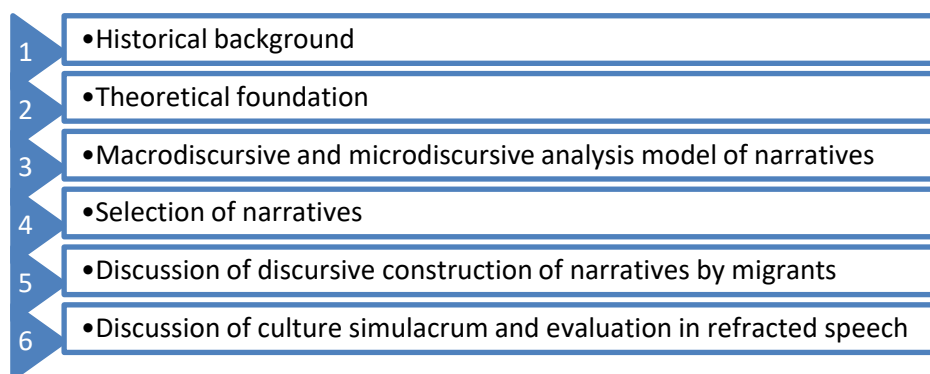 1 •Historical background
2 •Theoretical foundation
3 •Macrodiscursive and microdiscursive analysis model of narratives
4 •Selection of narratives
5 •Discussion of discursive construction of narratives by migrants
6 •Discussion of culture simulacrum and evaluation in refracted speech